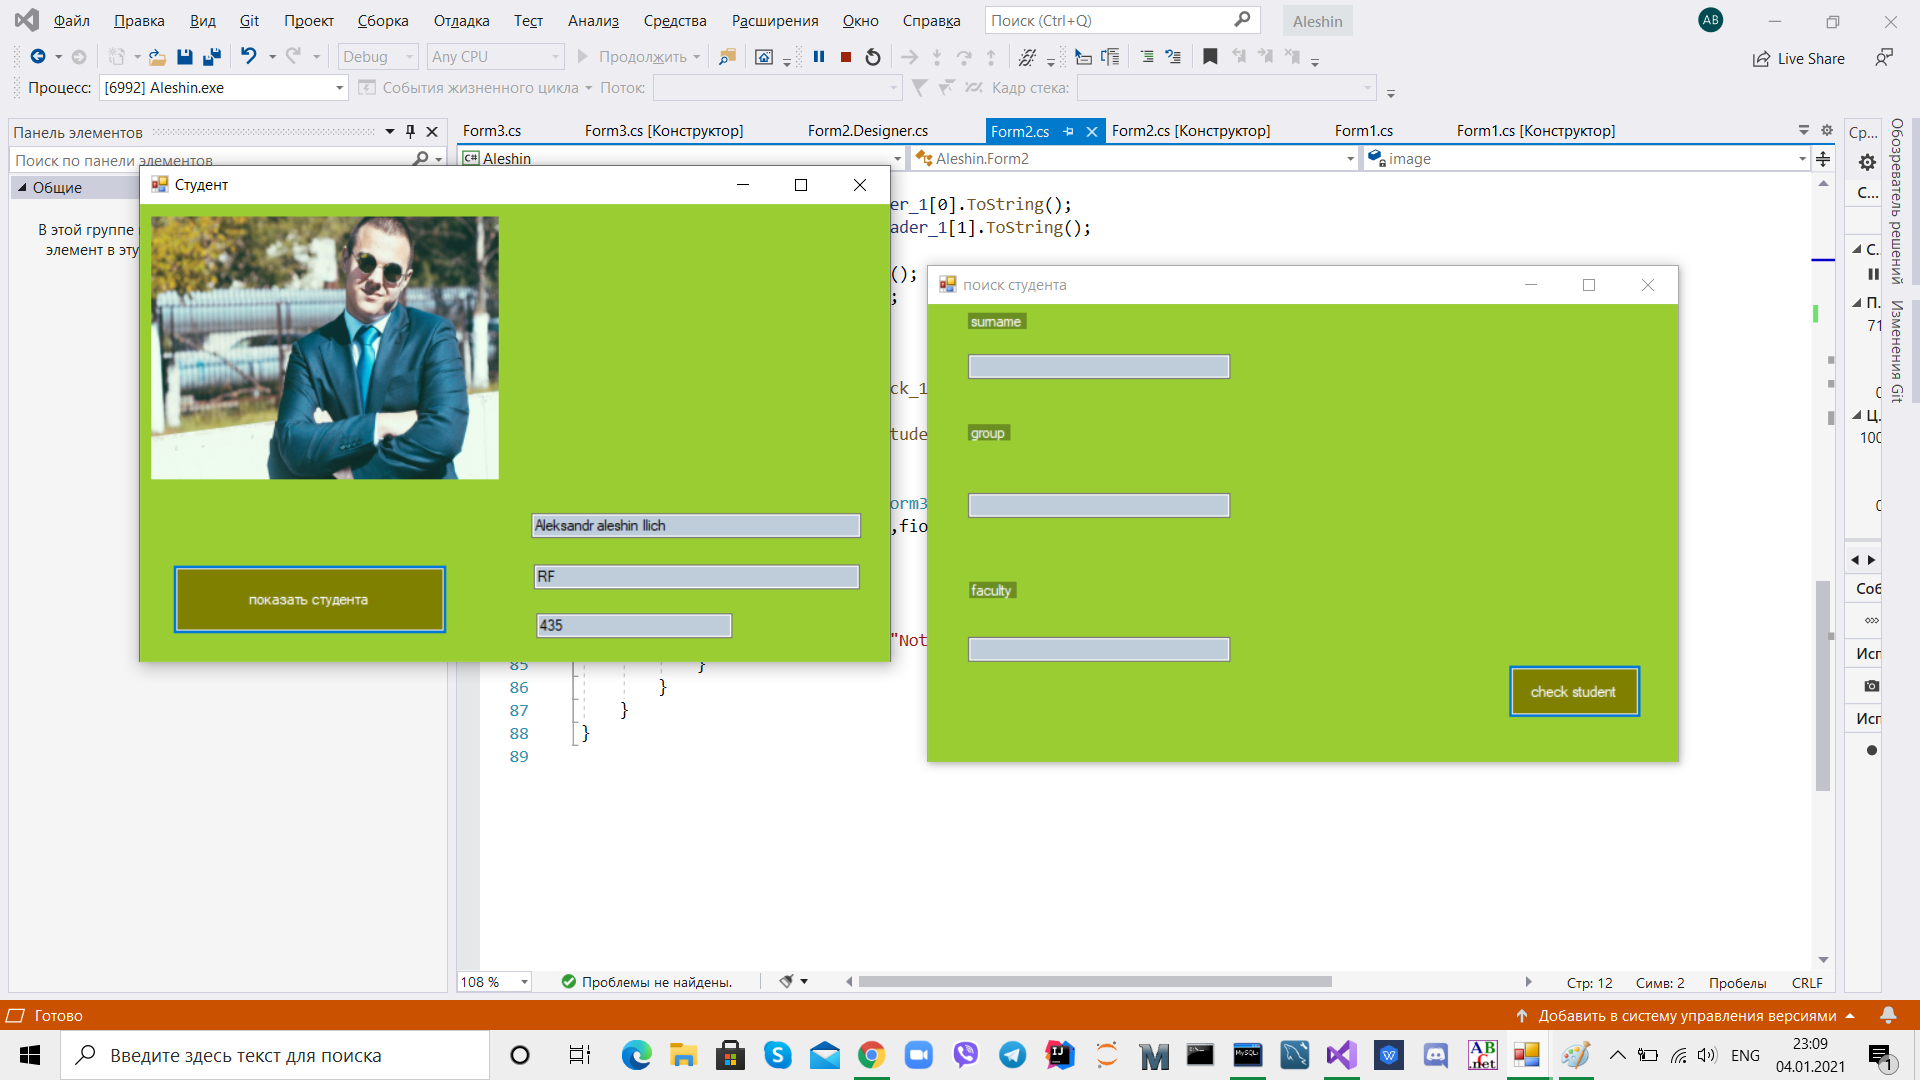 Файл Правка Вид Git Проект Сборка Отладка Тест Анализ Средства Расширения Окно Справка Поиск (Ctrl+Q) Aleshin AB
Debug Any CPU Продолжить Live Share
Процесс: [6992] Aleshin.exe События жизненного цикла Поток: Кадр стека:
Панель элементов
Поиск по панели элементов
Общие
В этой группе
элемент в эту
Form3.cs Form3.cs [Конструктор] Form2.Designer.cs Form2.cs Form2.cs [Конструктор] Form1.cs Form1.cs [Конструктор]
C# Aleshin Aleshin.Form2 image
er_1[0].ToString();
ader_1[1].ToString();
();
;
ck_1
tude
orm3
,fio
"Not
85 }
86 }
87 }
88 }
89
Студент
Aleksandr aleshin Ilich
RF
435
показать студента
поиск студента
surname
group
faculty
check student
Ср...
С...
С..
П.
71
0
Ц.
100
0
Соб
Исп
Исп
Обозреватель решений
Изменения Git
108 % Проблемы не найдены. Стр: 12 Симв: 2 Пробелы CRLF
Готово Добавить в систему управления версиями
Введите здесь текст для поиска
IJ
MySQL
ABC
.net
ENG
23:09
04.01.2021
1